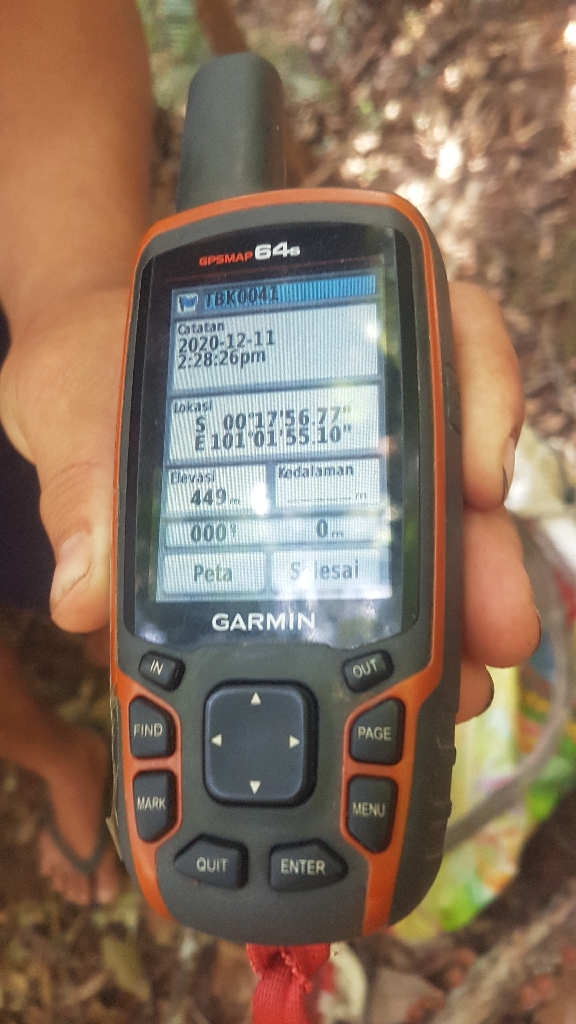 GPSMAP 64s
TBK0041
Catatan
2020-12-11
2:28:26pm
Lokasi
S 00°17'56.77"
E 101°01'55.10"
Elevasi
449m
Kedalaman
_______m
0m
Peta
Selesai
GARMIN
IN
OUT
FIND
PAGE
MARK
MENU
QUIT
ENTER